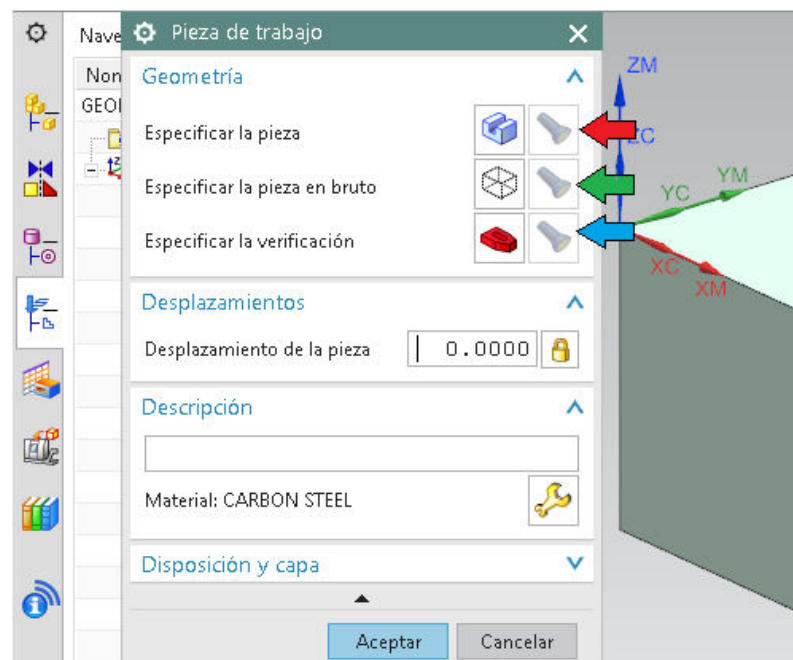 Nave
Pieza de trabajo
Non
GEOI
Geometría
Especificar la pieza
Especificar la pieza en bruto
Especificar la verificación
Desplazamientos
Desplazamiento de la pieza 0.0000
Descripción
Material: CARBON STEEL
Disposición y capa
Aceptar Cancelar
ZM
ZC
YM
YC
XC
XM